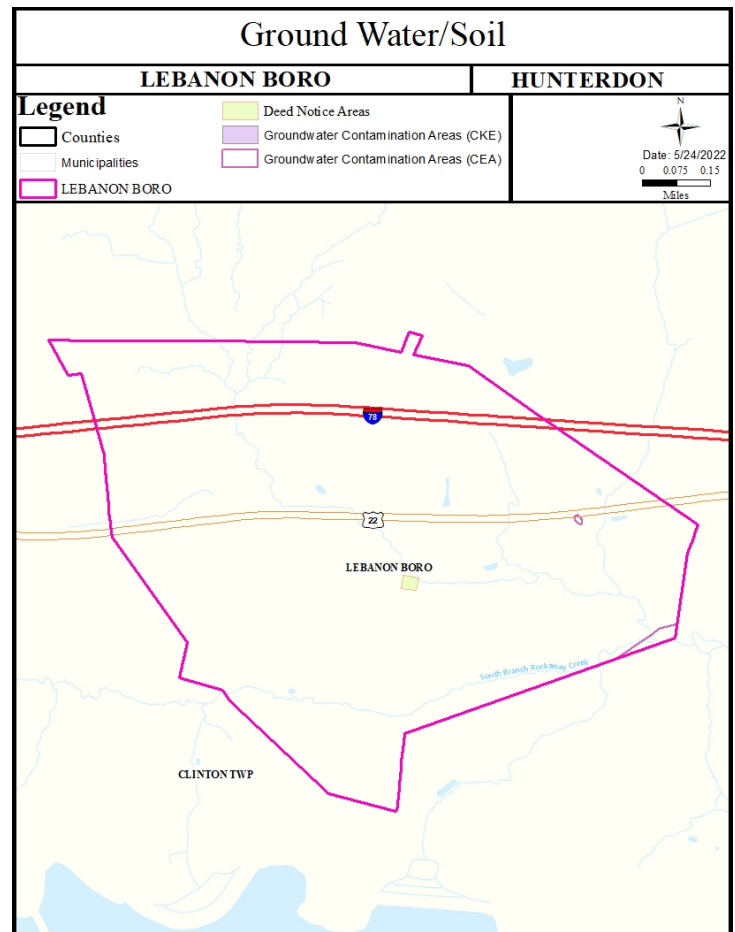 Ground Water/Soil
LEBANON BORO
HUNTERDON
Legend
Counties
Municipalities
LEBANON BORO
Deed Notice Areas
Groundwater Contamination Areas (CKE)
Groundwater Contamination Areas (CEA)
N
Date: 5/24/2022
0 0.075 0.15
Miles
78
22
LEBANON BORO
South Branch Rockaway Creek
CLINTON TWP